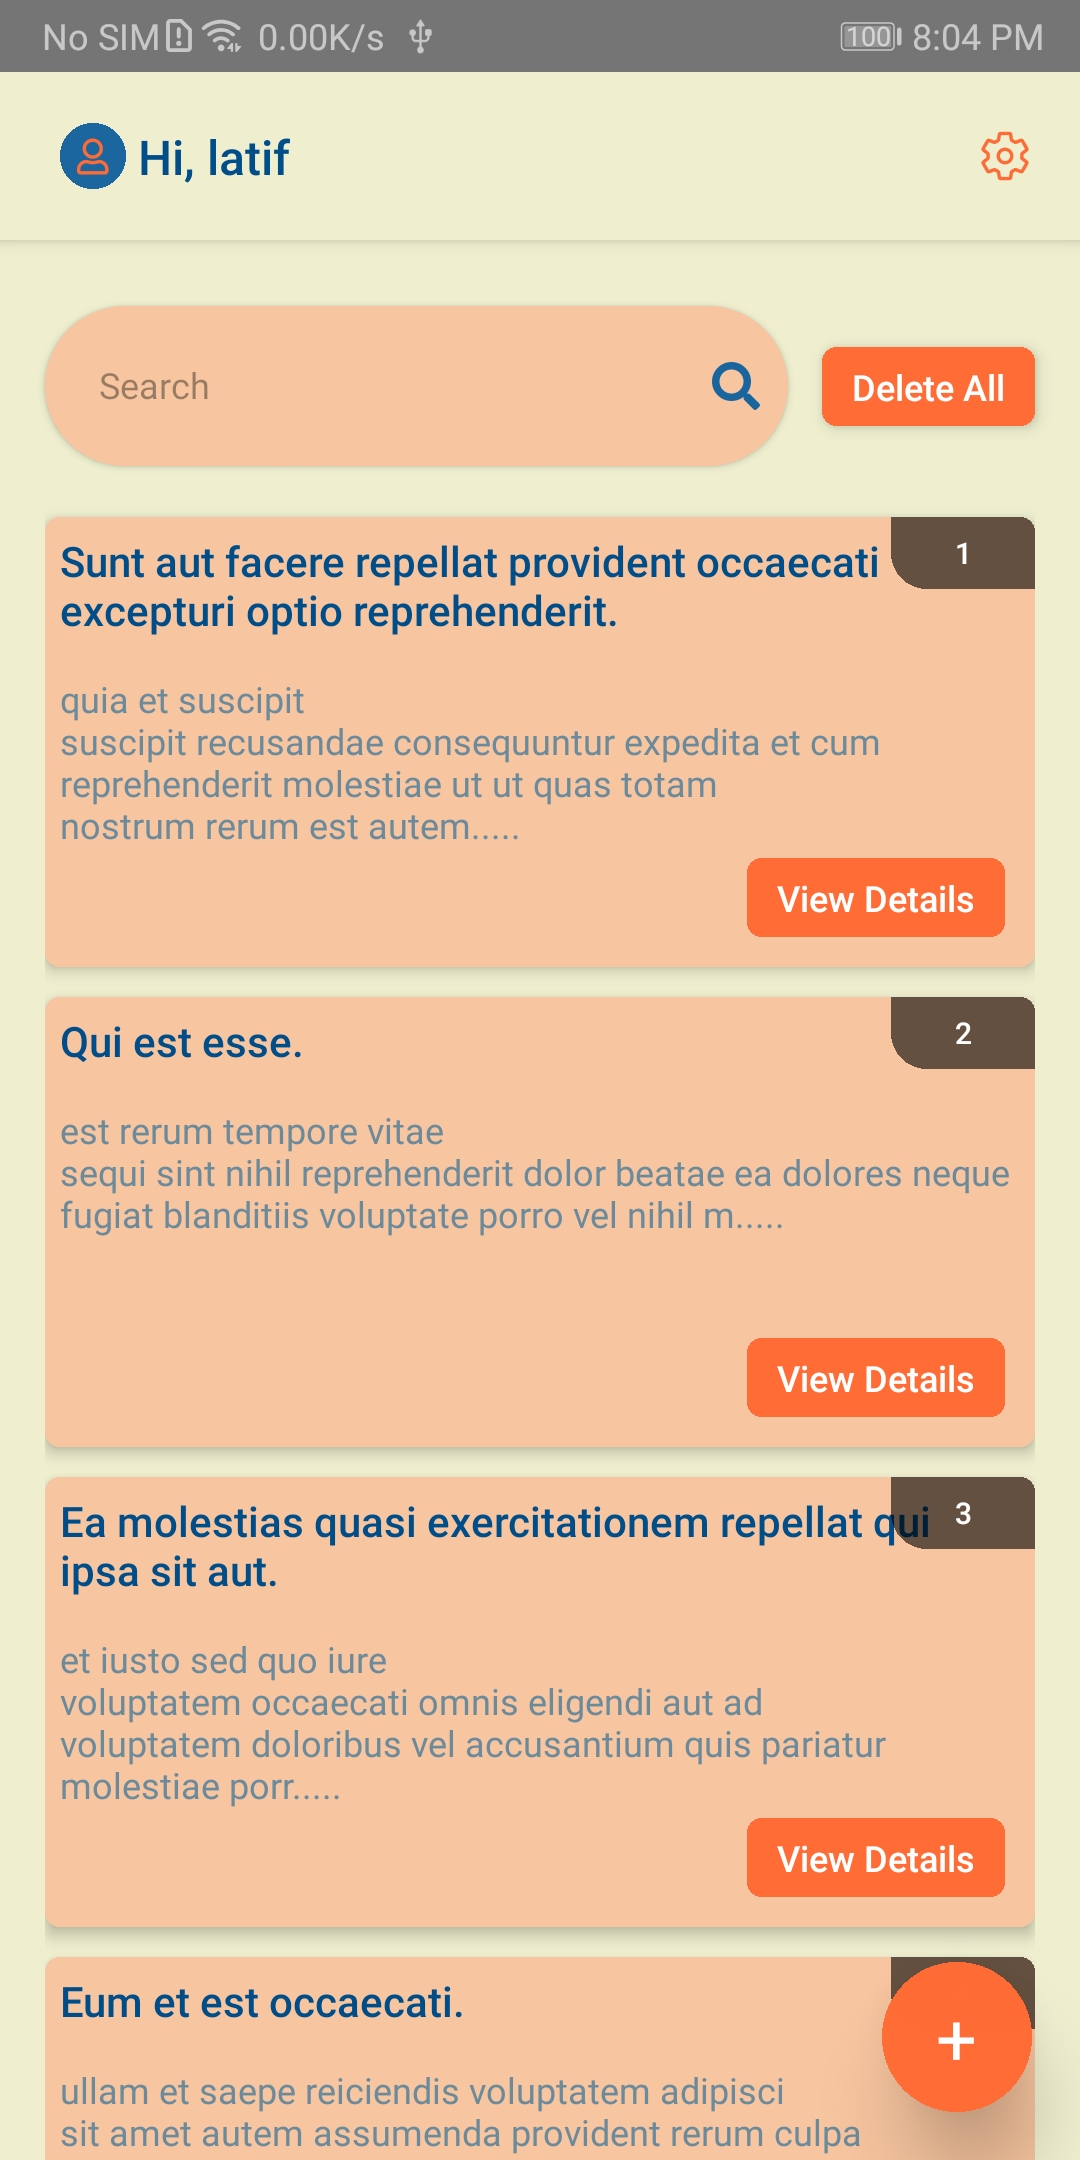 No SIM 0.00K/s 100 8:04 PM
Hi, latif
Search
Delete All
Sunt aut facere repellat provident occaecati
excepturi optio reprehenderit.
1
quia et suscipit
suscipit recusandae consequuntur expedita et cum
reprehenderit molestiae ut ut quas totam
nostrum rerum est autem.....
View Details
Qui est esse.
2
est rerum tempore vitae
sequi sint nihil reprehenderit dolor beatae ea dolores neque
fugiat blanditiis voluptate porro vel nihil m.....
View Details
Ea molestias quasi exercitationem repellat qui
ipsa sit aut.
3
et iusto sed quo iure
voluptatem occaecati omnis eligendi aut ad
voluptatem doloribus vel accusantium quis pariatur
molestiae porr.....
View Details
Eum et est occaecati.
+
ullam et saepe reiciendis voluptatem adipisci
sit amet autem assumenda provident rerum culpa